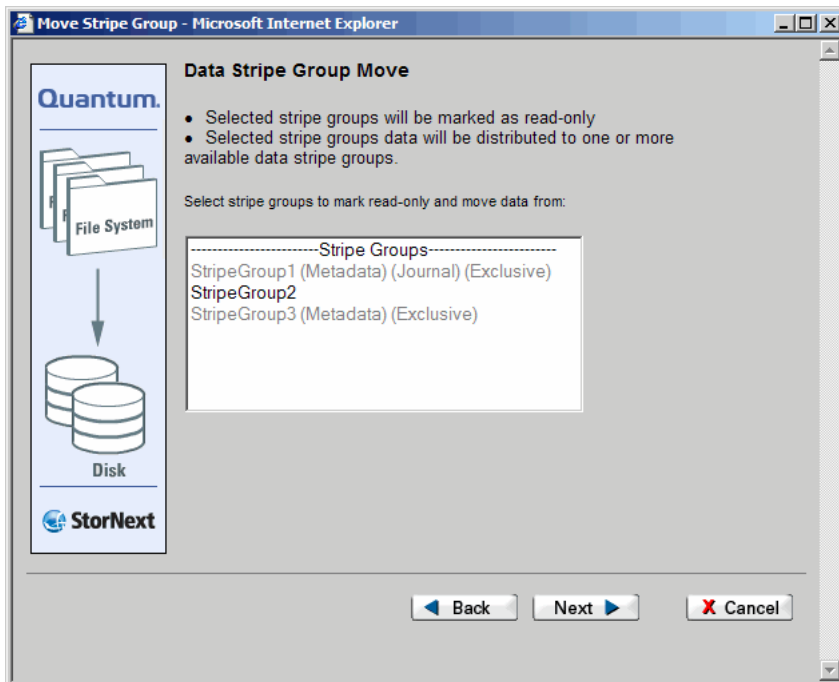 Move Stripe Group - Microsoft Internet Explorer
Quantum.
File System
Disk
StorNext
Data Stripe Group Move
● Selected stripe groups will be marked as read-only
● Selected stripe groups data will be distributed to one or more
available data stripe groups.
Select stripe groups to mark read-only and move data from:
------------------------Stripe Groups------------------------
StripeGroup1 (Metadata) (Journal) (Exclusive)
StripeGroup2
StripeGroup3 (Metadata) (Exclusive)
Back
Next
X Cancel